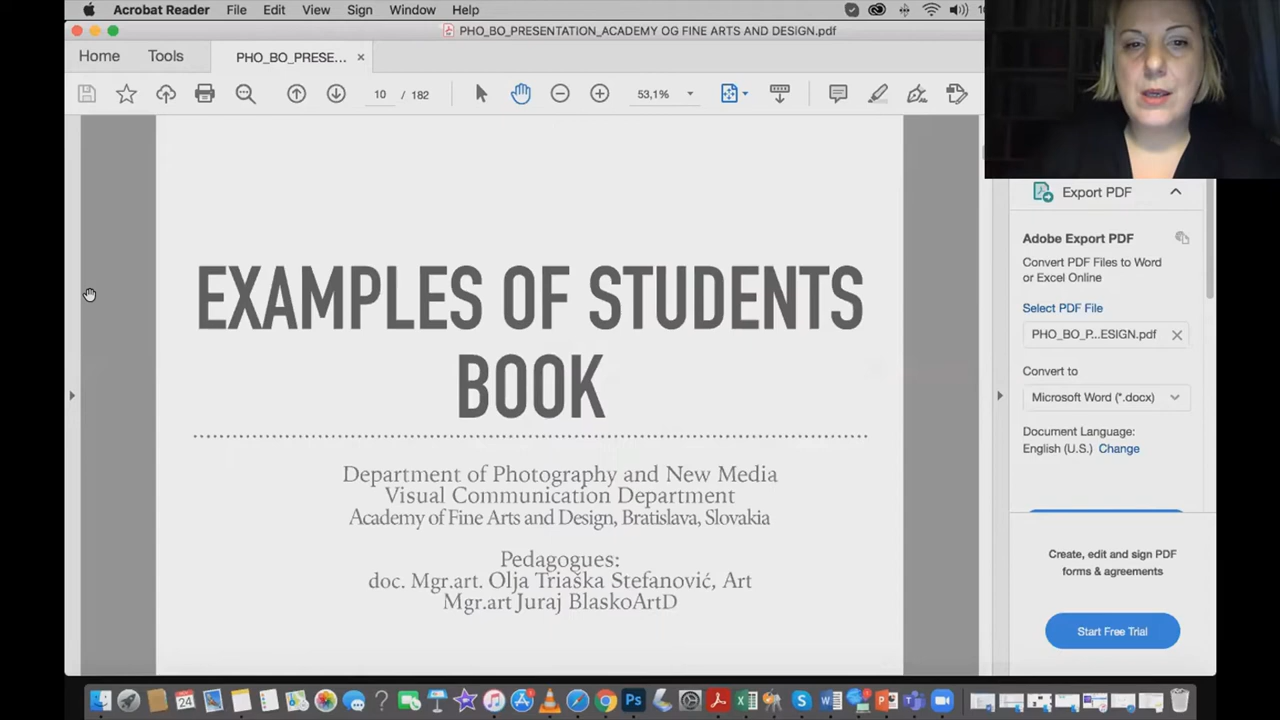 Acrobat Reader File Edit View Sign Window Help
PHO_BO_PRESENTATION_ACADEMY OG FINE ARTS AND DESIGN.pdf
Home Tools PHO_BO_PRESE... ×
10 / 182 53,1%
Export PDF
Adobe Export PDF
Convert PDF Files to Word
or Excel Online
Select PDF File
PHO_BO_P...ESIGN.pdf
Convert to
Microsoft Word (*.docx)
Document Language:
English (U.S.) Change
Create, edit and sign PDF
forms & agreements
Start Free Trial
EXAMPLES OF STUDENTS
BOOK
Department of Photography and New Media
Visual Communication Department
Academy of Fine Arts and Design, Bratislava, Slovakia
Pedagogues:
doc. Mgr.art. Olja Triaška Stefanović, Art
Mgr.art Juraj BlaskoArtD
24